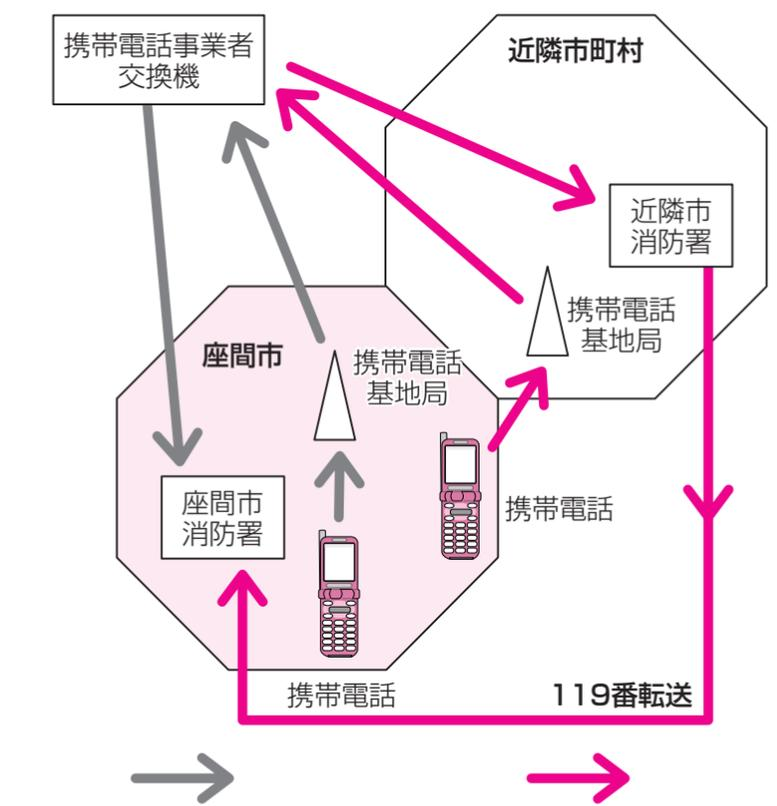 携帯電話事業者
交換機
近隣市町村
近隣市
消防署
携帯電話
基地局
座間市
携帯電話
基地局
座間市
消防署
携帯電話
携帯電話
119番転送